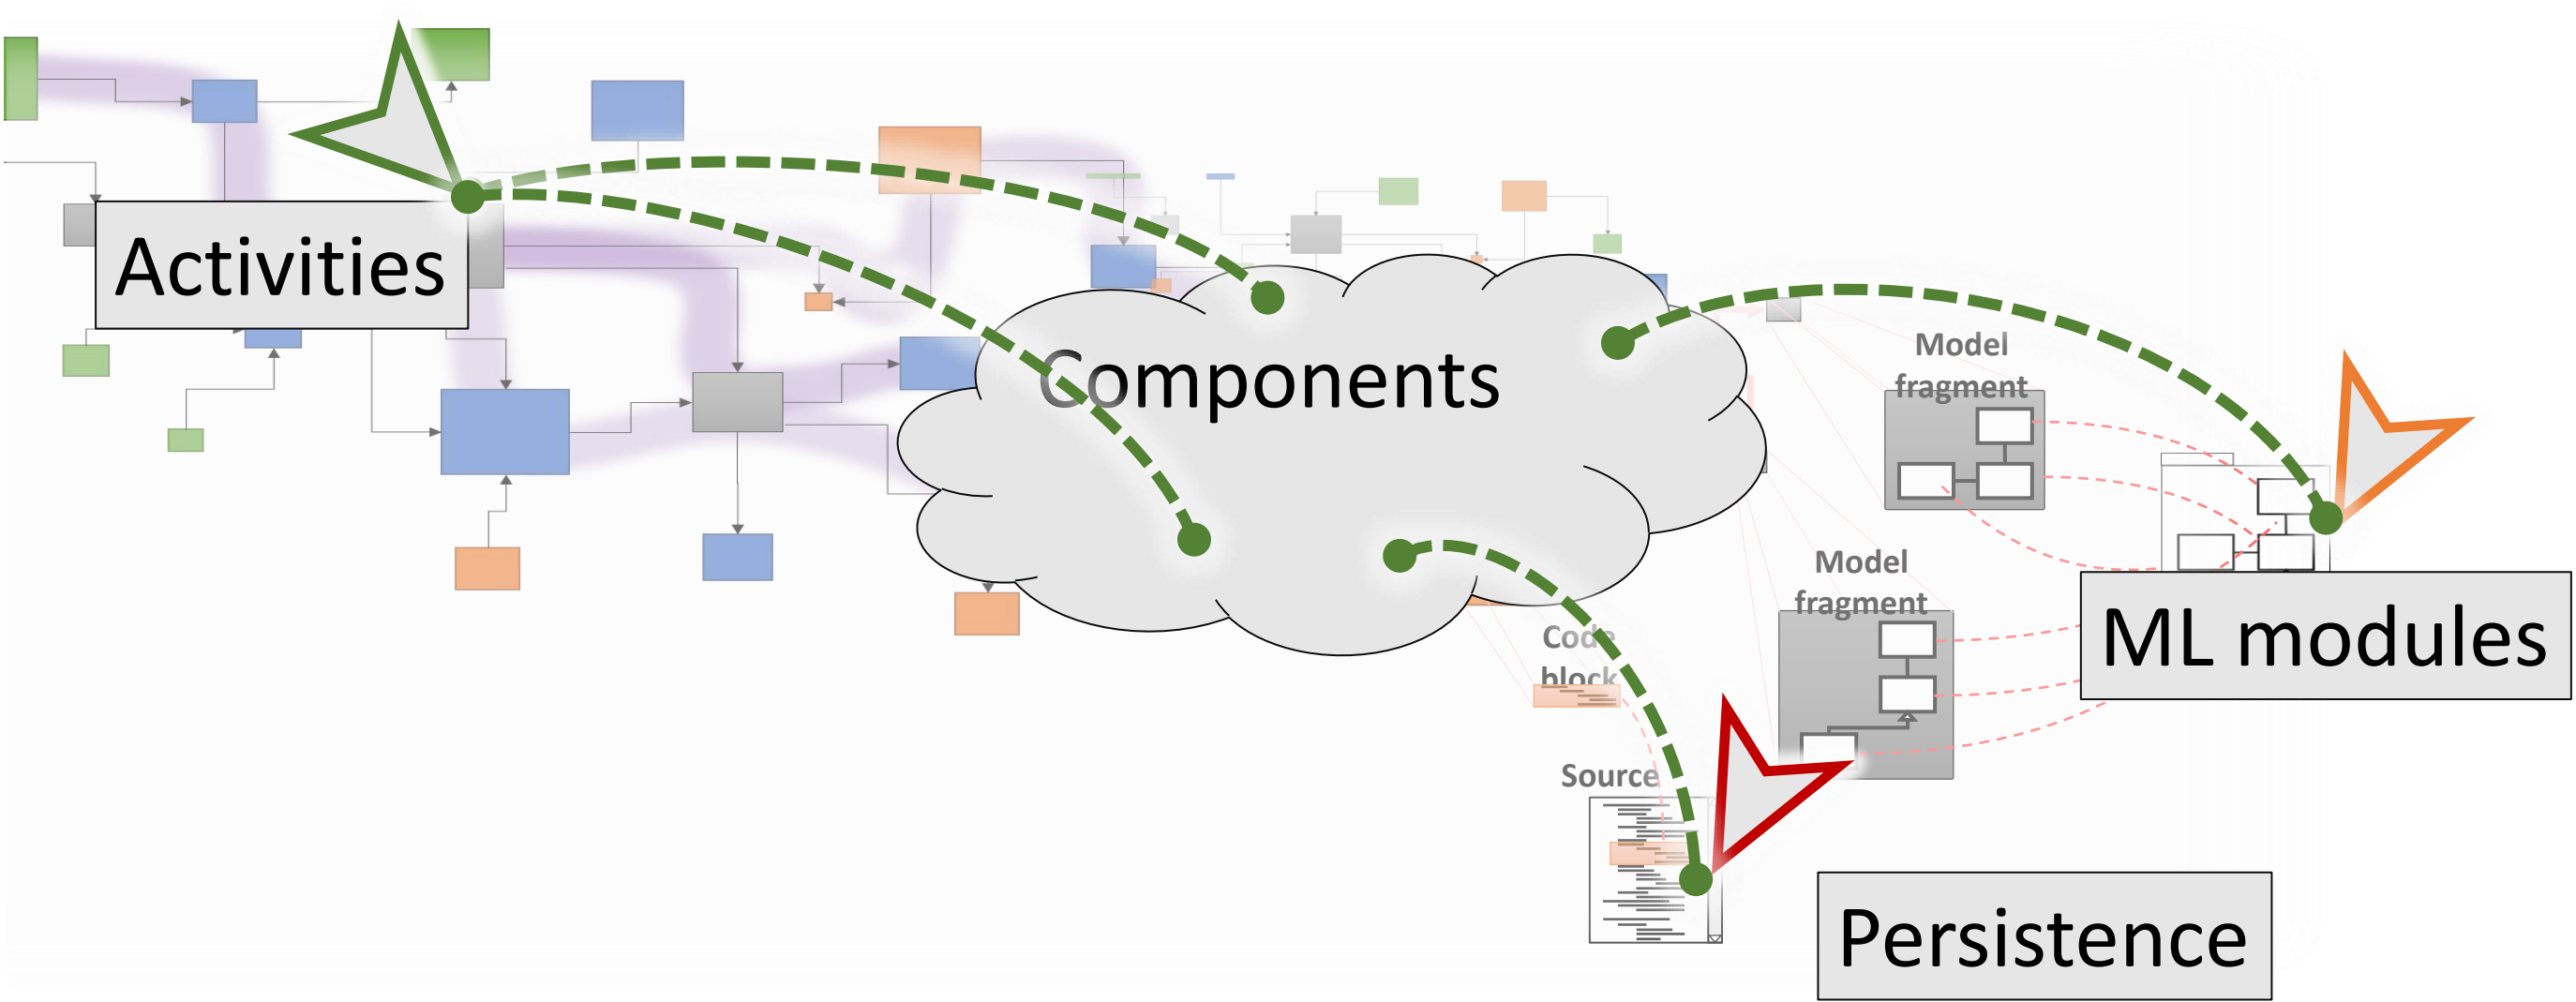 Activities
Components
Model
fragment
Model
fragment
ML modules
Code
block
Source
Persistence